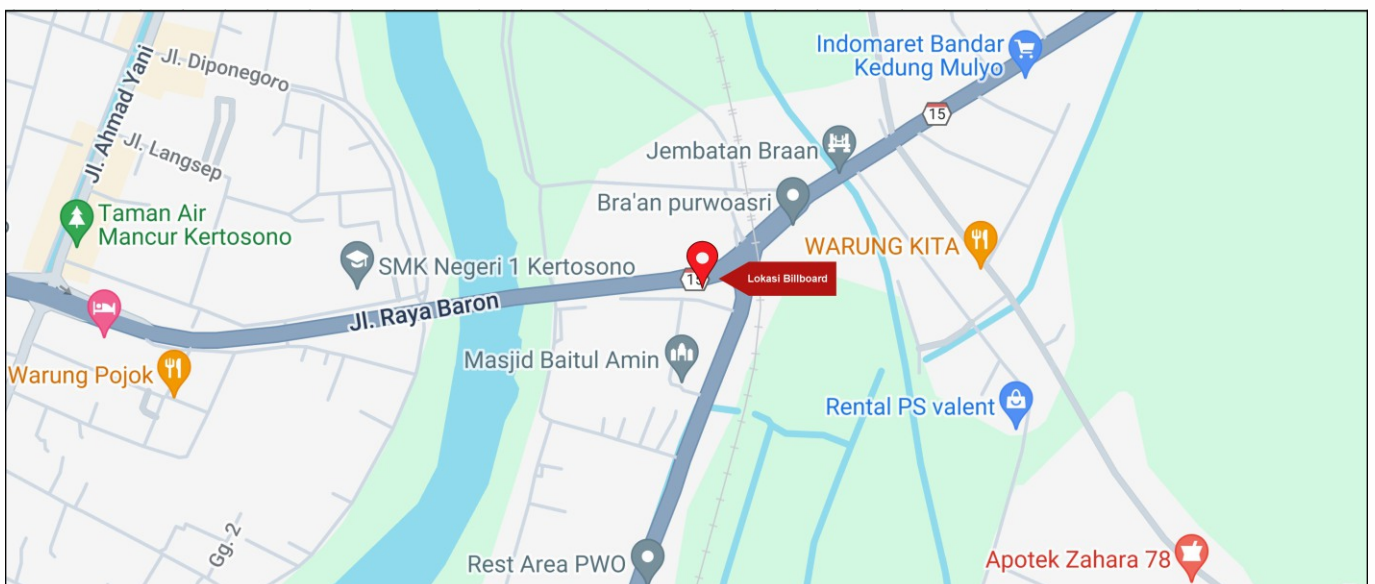 Indomaret Bandar
Kedung Mulyo
Jl. Diponegoro
Jl. Ahmad Yani
15
Jl. Langsep
Jembatan Braan
Bra'an purwoasri
Taman Air
Mancur Kertosono
WARUNG KITA
SMK Negeri 1 Kertosono
15
Lokasi Billboard
Jl. Raya Baron
Masjid Baitul Amin
Warung Pojok
Rental PS valent
Gg. 2
Rest Area PWO
Apotek Zahara 78